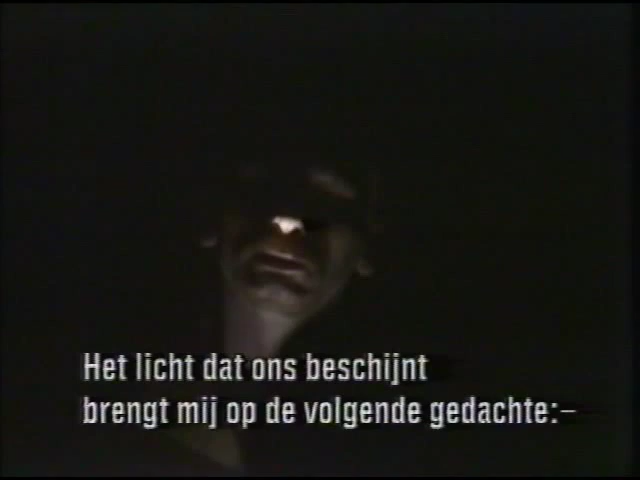 Het licht dat ons beschijnt
brengt mij op de volgende gedachte:–